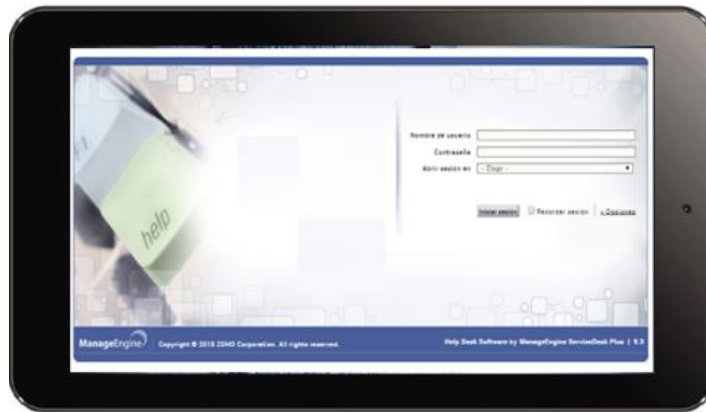 help
Nombre de usuario
Contraseña
Abrir sesión en
-- Elegir --
Iniciar sesión
Recordar sesión
Opciones
ManageEngine
Copyright © 2018 ZOHO Corporation. All rights reserved.
Help Desk Software by ManageEngine ServiceDesk Plus | 9.3